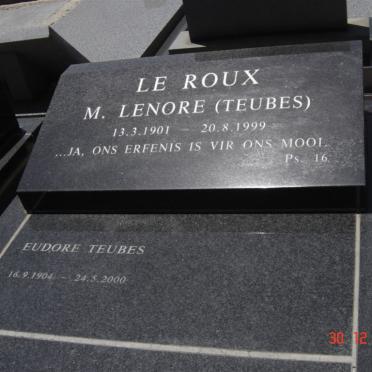 LE ROUX
M. LENORE (TEUBES)
13.3.1901 – 20.8.1999
...JA, ONS ERFENIS IS VIR ONS MOOI.
Ps. 16
EUDORE TEUBES
16.9.1904 – 24.5.2000
30 12